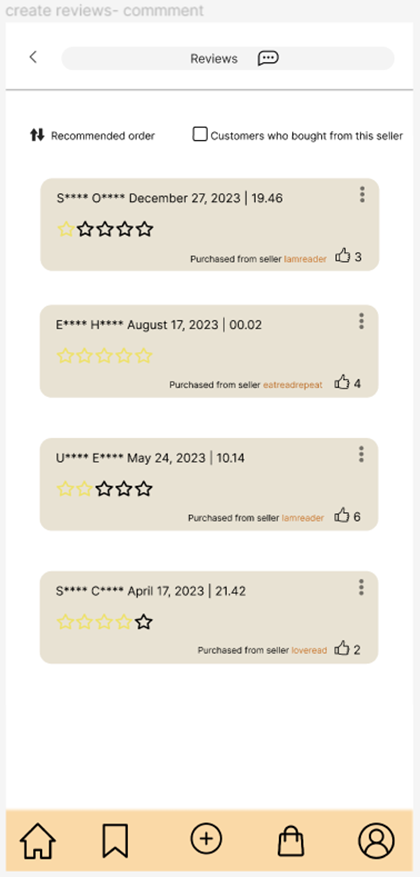 create reviews- commment
Reviews
Recommended order
Customers who bought from this seller
S**** O**** December 27, 2023 | 19.46
Purchased from seller Iamreader 3
E**** H**** August 17, 2023 | 00.02
Purchased from seller eatreadrepeat 4
U**** E**** May 24, 2023 | 10.14
Purchased from seller Iamreader 6
S**** C**** April 17, 2023 | 21.42
Purchased from seller loveread 2